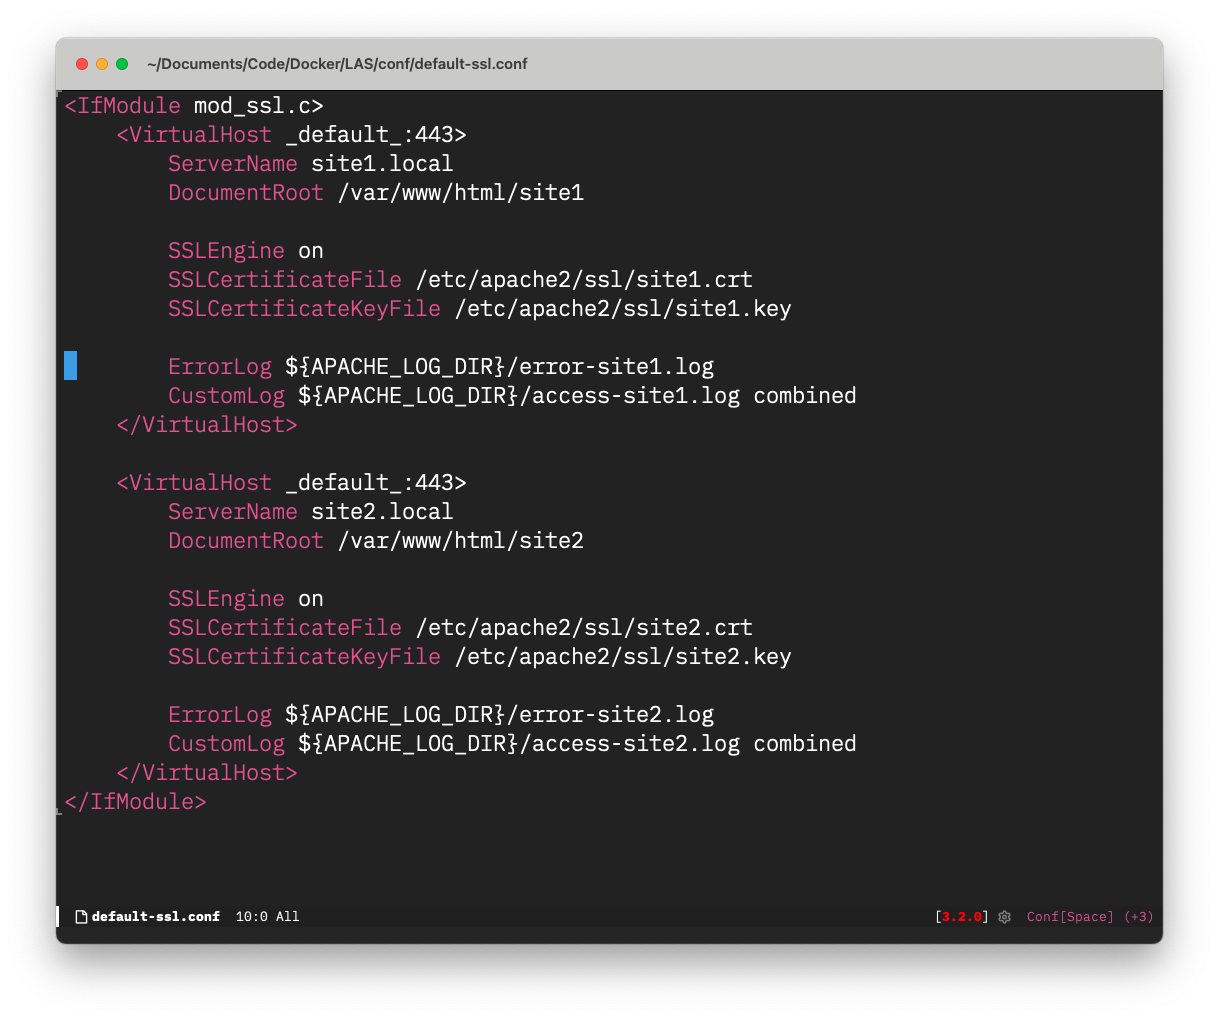 ~/Documents/Code/Docker/LAS/conf/default-ssl.conf
<IfModule mod_ssl.c>
    <VirtualHost _default_:443>
        ServerName site1.local
        DocumentRoot /var/www/html/site1

        SSLEngine on
        SSLCertificateFile /etc/apache2/ssl/site1.crt
        SSLCertificateKeyFile /etc/apache2/ssl/site1.key

        ErrorLog ${APACHE_LOG_DIR}/error-site1.log
        CustomLog ${APACHE_LOG_DIR}/access-site1.log combined
    </VirtualHost>

    <VirtualHost _default_:443>
        ServerName site2.local
        DocumentRoot /var/www/html/site2

        SSLEngine on
        SSLCertificateFile /etc/apache2/ssl/site2.crt
        SSLCertificateKeyFile /etc/apache2/ssl/site2.key

        ErrorLog ${APACHE_LOG_DIR}/error-site2.log
        CustomLog ${APACHE_LOG_DIR}/access-site2.log combined
    </VirtualHost>
</IfModule>
default-ssl.conf  10:0 All  [3.2.0]  Conf[Space] (+3)